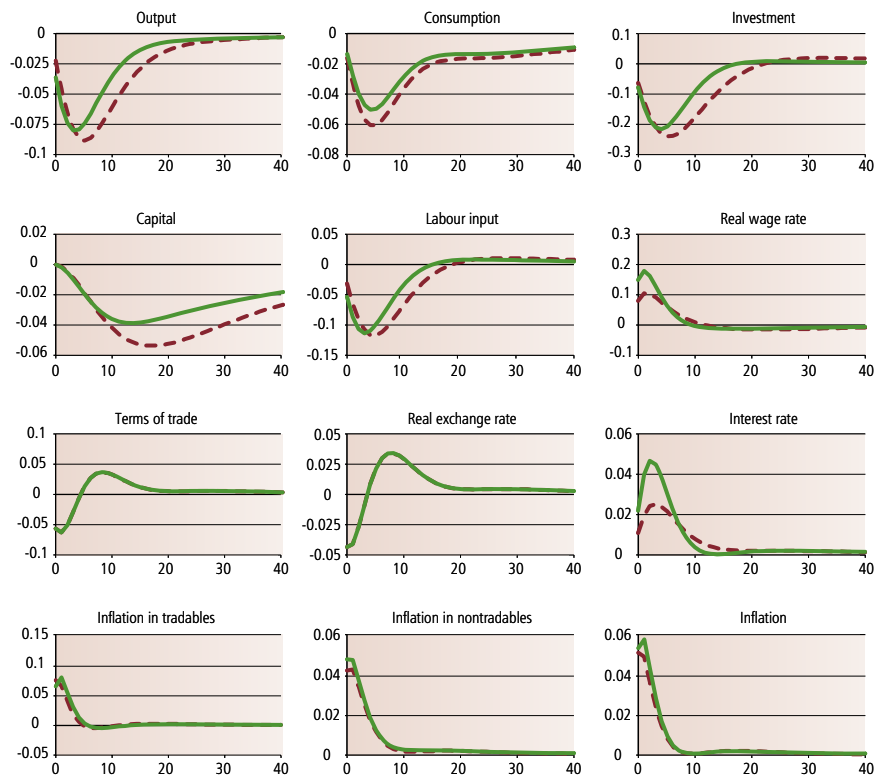 Output
0
-0.025
-0.05
-0.075
-0.1
0 10 20 30 40
Consumption
0
-0.02
-0.04
-0.06
-0.08
0 10 20 30 40
Investment
0.1
0
-0.1
-0.2
-0.3
0 10 20 30 40
Capital
0.02
0
-0.02
-0.04
-0.06
0 10 20 30 40
Labour input
0.05
0
-0.05
-0.1
-0.15
0 10 20 30 40
Real wage rate
0.3
0.2
0.1
0
-0.1
0 10 20 30 40
Terms of trade
0.1
0.05
0
-0.05
-0.1
0 10 20 30 40
Real exchange rate
0.05
0.025
0
-0.025
-0.05
0 10 20 30 40
Interest rate
0.06
0.04
0.02
0
0 10 20 30 40
Inflation in tradables
0.15
0.1
0.05
0
-0.05
0 10 20 30 40
Inflation in nontradables
0.06
0.04
0.02
0
0 10 20 30 40
Inflation
0.06
0.04
0.02
0
0 10 20 30 40